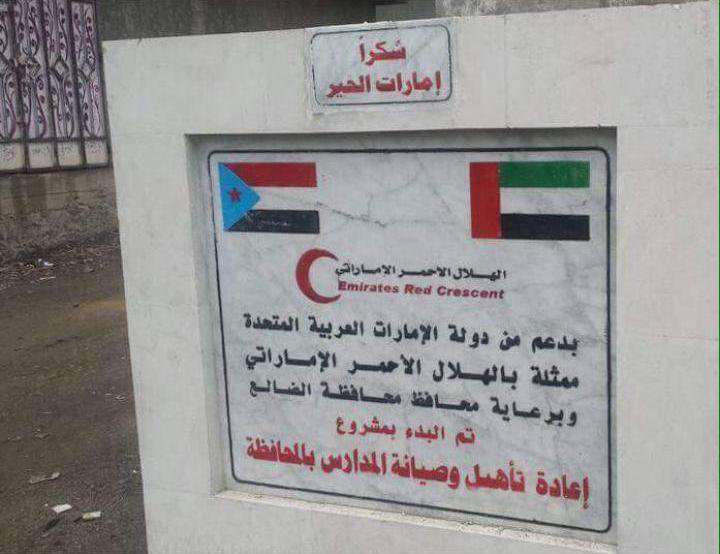 شكراً
إمارات الخير
الهلال الأحمر الإماراتي
Emirates Red Crescent
بدعم من دولة الإمارات العربية المتحدة
ممثلة بالهلال الأحمر الإماراتي
وبرعاية محافظ محافظة الضالع
تم البدء بمشروع
إعادة تأهيل وصيانة المدارس بالمحافظة